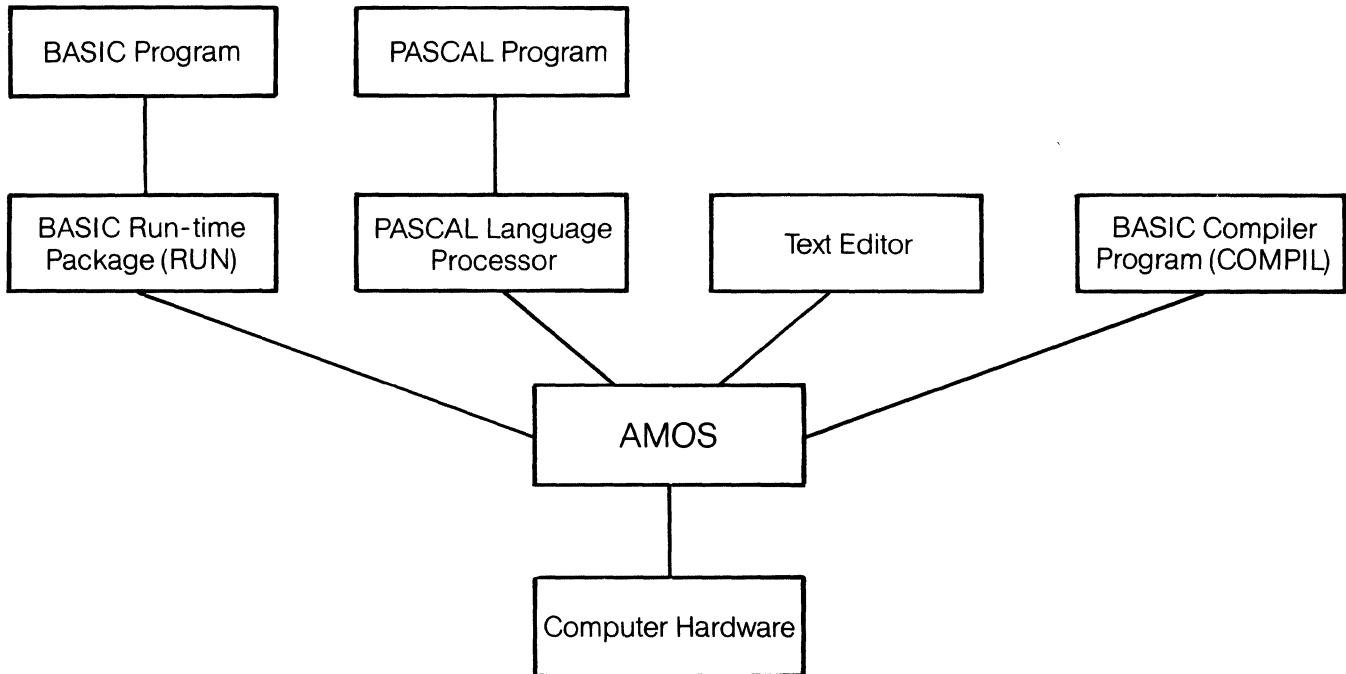 BASIC Program
PASCAL Program
BASIC Run-time
Package (RUN)
PASCAL Language
Processor
Text Editor
BASIC Compiler
Program (COMPIL)
AMOS
Computer Hardware